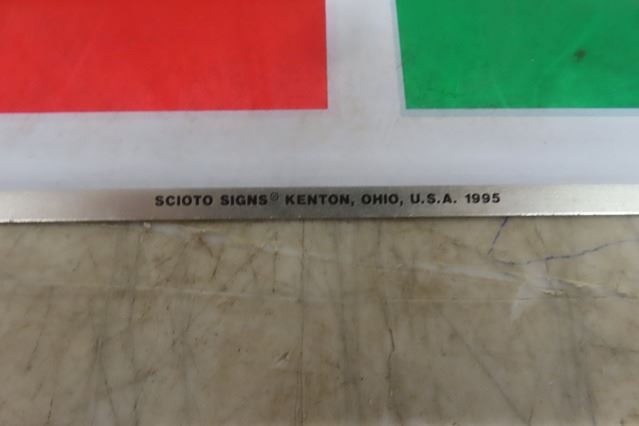 SCIOTO SIGNS® KENTON, OHIO, U.S.A. 1995